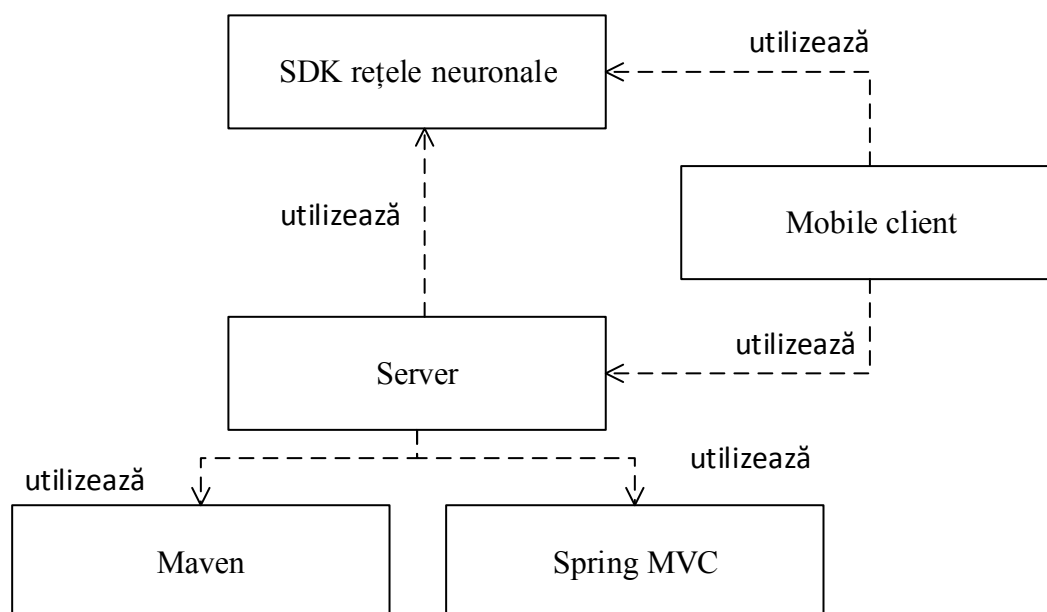 utilizează
SDK rețele neuronale
Mobile client
utilizează
utilizează
Server
utilizează
utilizează
Maven
Spring MVC